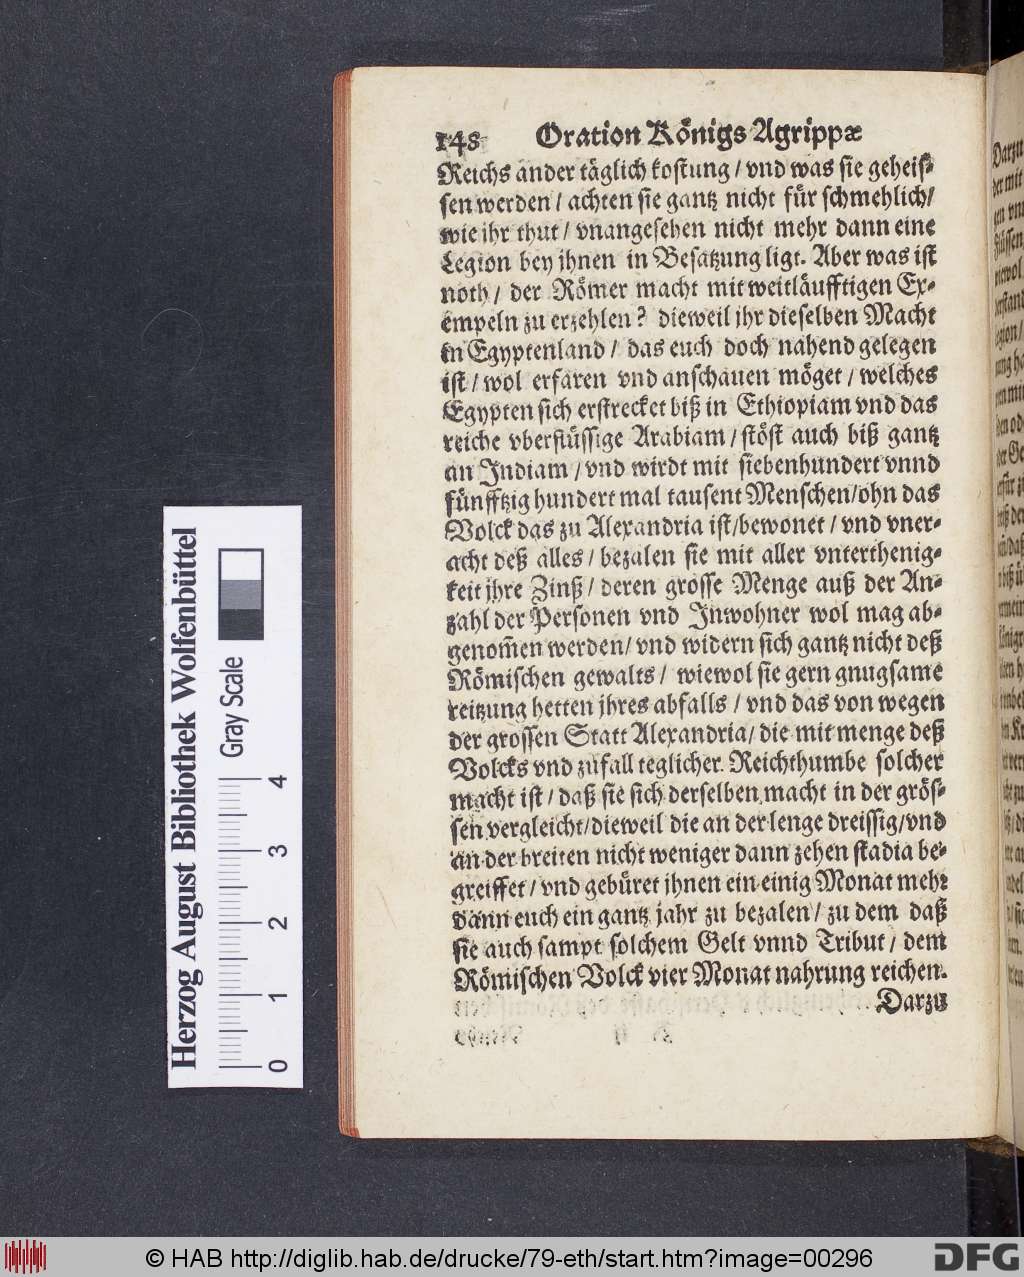 148 Oration Königs Agrippæ
Reichs ander täglich kostung / vnd was sie geheis-
sen werden / achten sie gantz nicht für schmehlich /
wie jhr thut / vnangesehen nicht mehr dann eine
Legion bey jhnen in Besatzung ligt. Aber was ist
noth / der Römer macht mit weitläufftigen Ex-
empeln zu erzehlen? dieweil jhr dieselben Macht
in Egyptenland / das euch doch nahend gelegen
ist / wol erfaren vnd anschauen möget / welches
Egypten sich erstrecket biß in Ethiopiam vnd das
reiche vberflüssige Arabiam / stöst auch biß gantz
an Indiam / vnd wirdt mit siebenhundert vnnd
fünfftzig hundert mal tausent Menschen / ohn das
Volck das zu Alexandria ist / bewonet / vnd vner-
acht deß alles / bezalen sie mit aller vnterthenig-
keit jhre Zinß / deren grosse Menge auß der An-
zahl der Personen vnd Inwohner wol mag ab-
genom̃en werden / vnd widern sich gantz nicht deß
Römischen gewalts / wiewol sie gern gnugsame
reitzung hetten jhres abfalls / vnd das von wegen
der grossen Statt Alexandria / die mit menge deß
Volcks vnd zufall teglicher Reichthumbe solcher
macht ist / daß sie sich derselben macht in der grös-
sen vergleicht / dieweil die an der lenge dreissig / vnd
an der breiten nicht weniger dann zehen stadia be-
greiffet / vnd gebüret jhnen ein einig Monat mehr
dann euch ein gantz jahr zu bezalen / zu dem daß
sie auch sampt solchem Gelt vnnd Tribut / dem
Römischen Volck vier Monat nahrung reichen.
Darzu
Herzog August Bibliothek Wolfenbüttel
Gray Scale
0 1 2 3 4
© HAB http://diglib.hab.de/drucke/79-eth/start.htm?image=00296
DFG